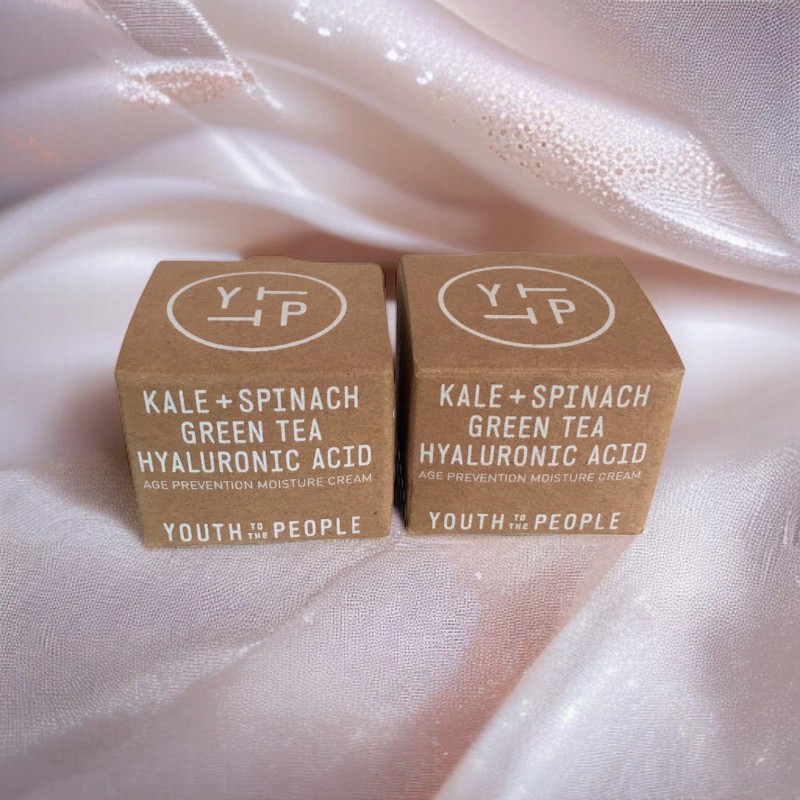 YTTP
KALE + SPINACH
GREEN TEA
HYALURONIC ACID
AGE PREVENTION MOISTURE CREAM
YOUTH TO THE PEOPLE
YTTP
KALE + SPINACH
GREEN TEA
HYALURONIC ACID
AGE PREVENTION MOISTURE CREAM
YOUTH TO THE PEOPLE